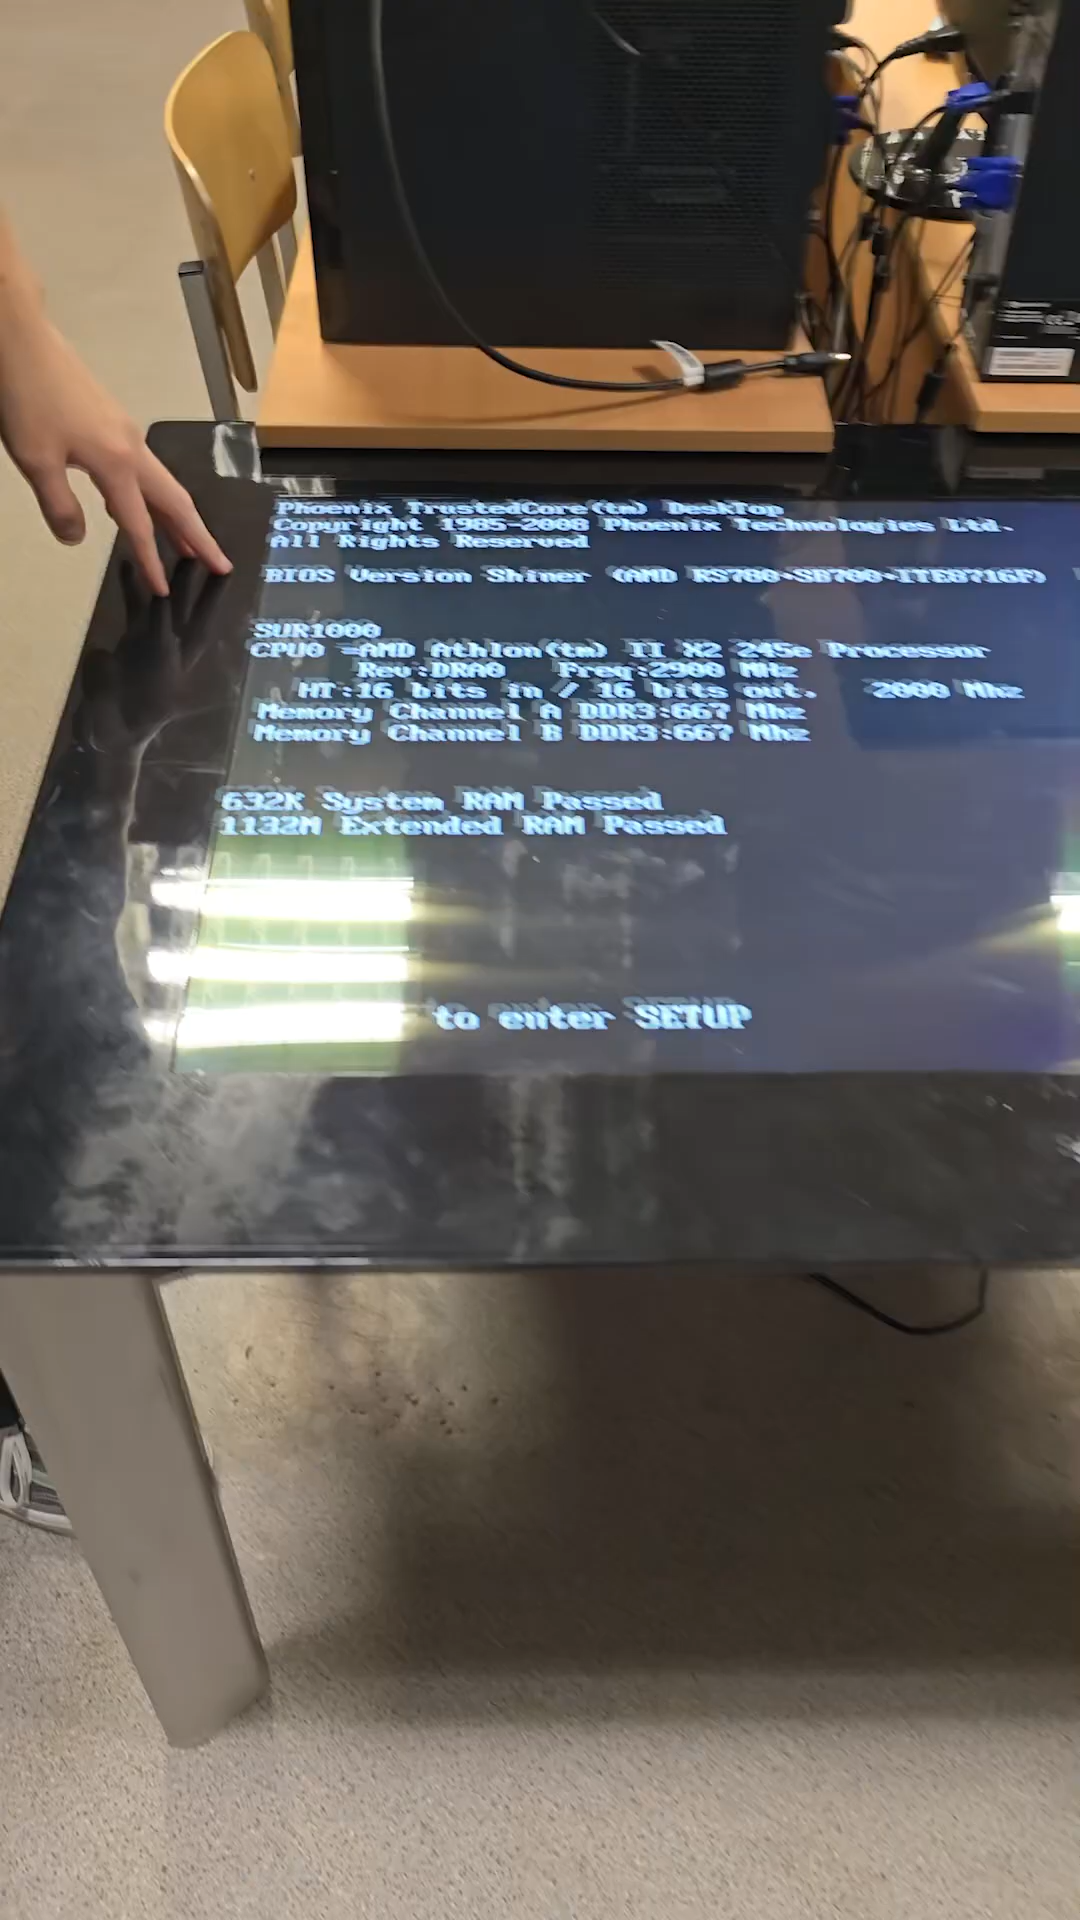 Phoenix TrustedCore(tm) DeskTop
Copyright 1985-2008 Phoenix Technologies Ltd.
All Rights Reserved
BIOS Version Shiner (AMD RS780+SB700+ITE8716F)
SUR1000
CPU0 =AMD Athlon(tm) II X2 245e Processor
Rev:DRA0 Freq:2900 MHz
HT:16 bits in / 16 bits out, 2000 Mhz
Memory Channel A DDR3:667 Mhz
Memory Channel B DDR3:667 Mhz
632K System RAM Passed
1132M Extended RAM Passed
to enter SETUP